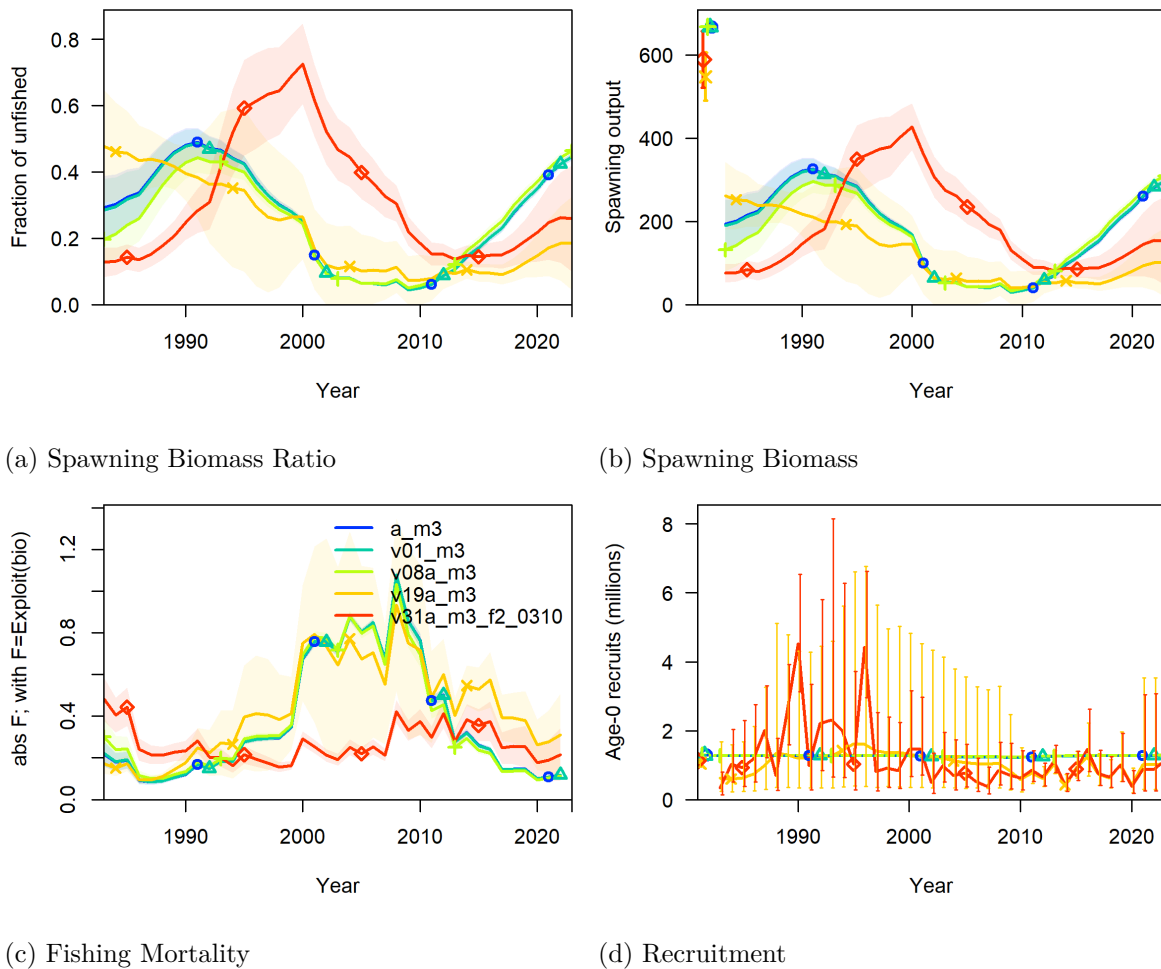 Fraction of unfished
0.0 0.2 0.4 0.6 0.8
1990 2000 2010 2020
Year
(a) Spawning Biomass Ratio
Spawning output
0 200 400 600
1990 2000 2010 2020
Year
(b) Spawning Biomass
abs F; with F=Exploit(bio)
0.0 0.4 0.8 1.2
a_m3
v01_m3
v08a_m3
v19a_m3
v31a_m3_f2_0310
1990 2000 2010 2020
Year
(c) Fishing Mortality
Age-0 recruits (millions)
0 2 4 6 8
1990 2000 2010 2020
Year
(d) Recruitment